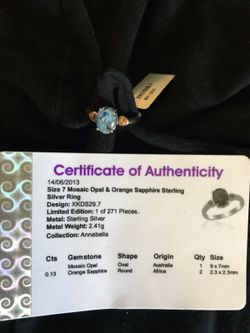 Certificate of Authenticity
14/06/2013
Size 7 Mosaic Opal & Orange Sapphire Sterling
Silver Ring
Design: XKDS29.7
Limited Edition: 1 of 271 Pieces.
Metal: Sterling Silver
Metal Weight: 2.41g
Collection: Annabella
Cts Gemstone Shape Origin Qty Size
Mosaic Opal Oval Australia 1 9 x 7mm
0.13 Orange Sapphire Round Africa 2 2.3 x 2.3mm